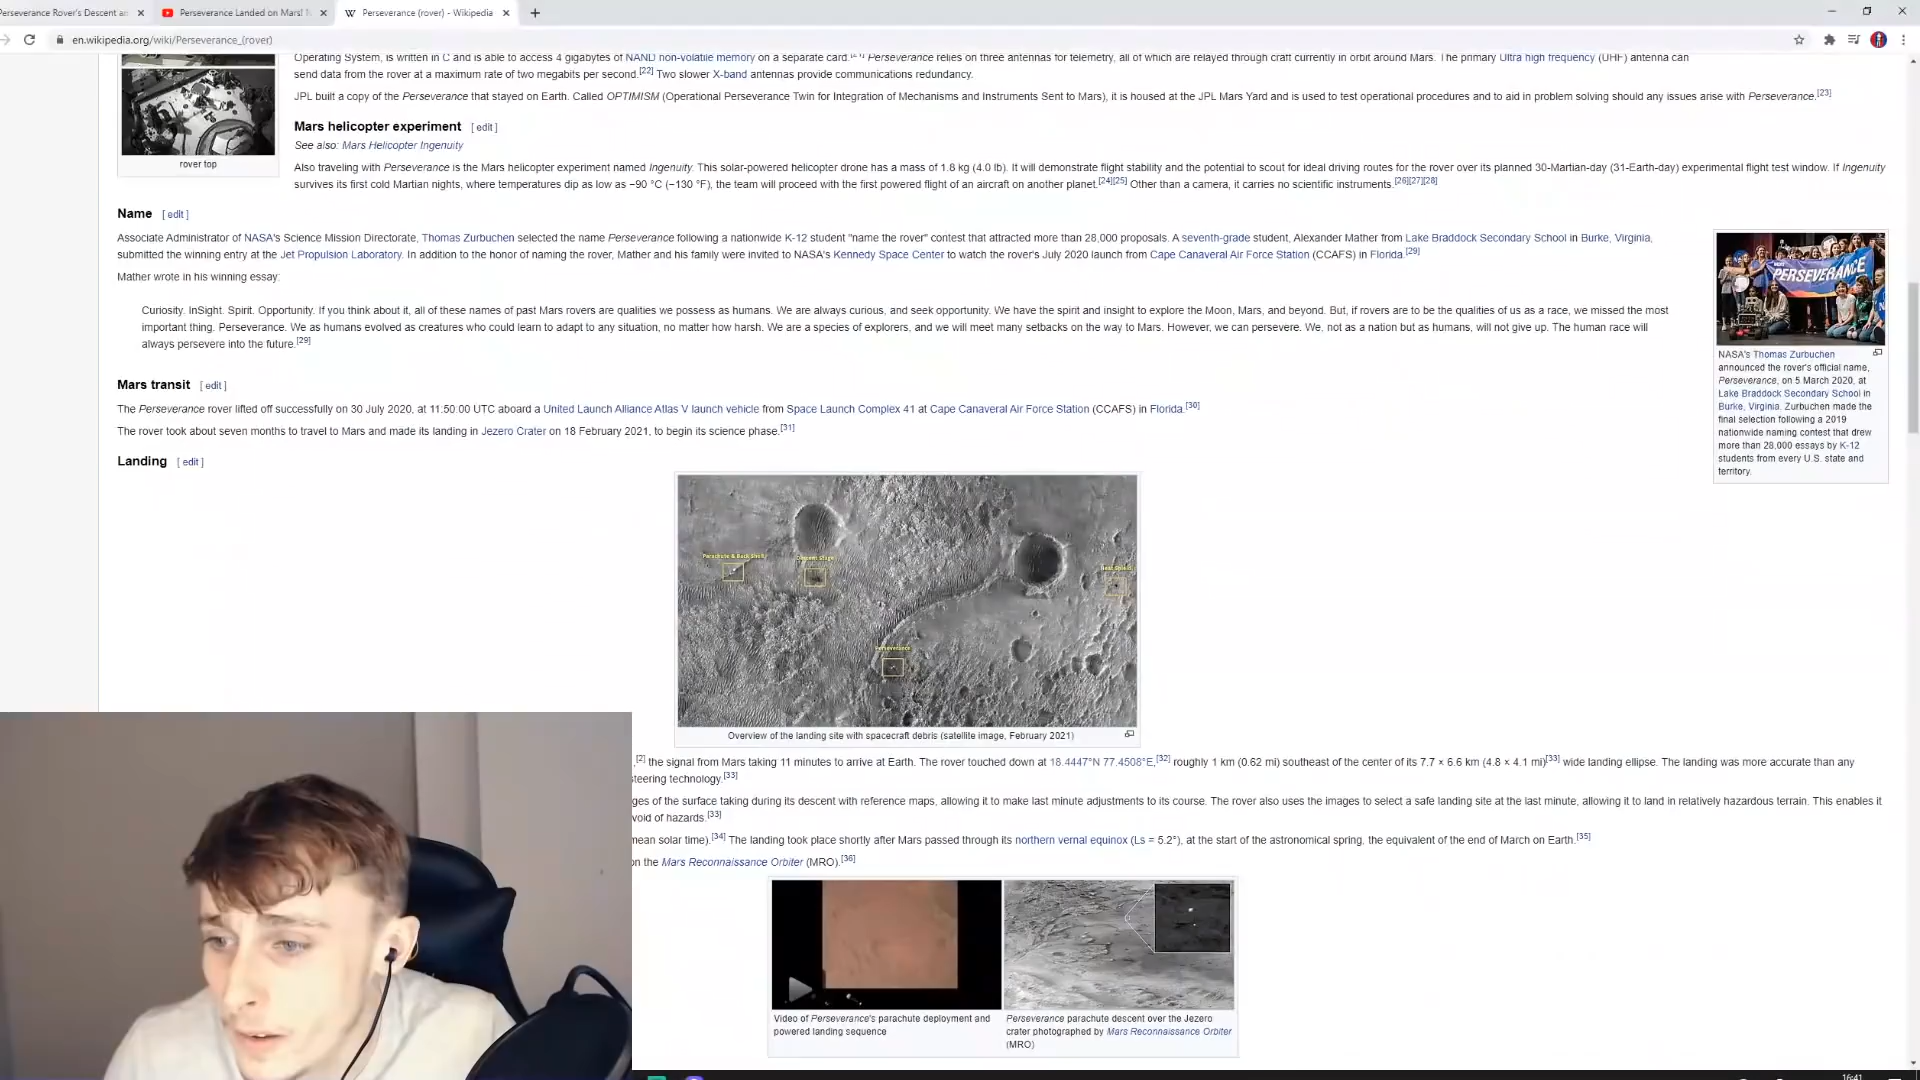 Perseverance Rover's Descent an
Perseverance Landed on Mars! N
Perseverance (rover) - Wikipedia
en.wikipedia.org/wiki/Perseverance_(rover)
Operating System, is written in C and is able to access 4 gigabytes of NAND non-volatile memory on a separate card. Perseverance relies on three antennas for telemetry, all of which are relayed through craft currently in orbit around Mars. The primary Ultra high frequency (UHF) antenna can
send data from the rover at a maximum rate of two megabits per second.[22] Two slower X-band antennas provide communications redundancy.
JPL built a copy of the Perseverance that stayed on Earth. Called OPTIMISM (Operational Perseverance Twin for Integration of Mechanisms and Instruments Sent to Mars), it is housed at the JPL Mars Yard and is used to test operational procedures and to aid in problem solving should any issues arise with Perseverance.[23]
rover top
Mars helicopter experiment [ edit ]
See also: Mars Helicopter Ingenuity
Also traveling with Perseverance is the Mars helicopter experiment named Ingenuity. This solar-powered helicopter drone has a mass of 1.8 kg (4.0 lb). It will demonstrate flight stability and the potential to scout for ideal driving routes for the rover over its planned 30-Martian-day (31-Earth-day) experimental flight test window. If Ingenuity
survives its first cold Martian nights, where temperatures dip as low as −90 °C (−130 °F), the team will proceed with the first powered flight of an aircraft on another planet.[24][25] Other than a camera, it carries no scientific instruments.[26][27][28]
Name [ edit ]
Associate Administrator of NASA's Science Mission Directorate, Thomas Zurbuchen selected the name Perseverance following a nationwide K-12 student "name the rover" contest that attracted more than 28,000 proposals. A seventh-grade student, Alexander Mather from Lake Braddock Secondary School in Burke, Virginia,
submitted the winning entry at the Jet Propulsion Laboratory. In addition to the honor of naming the rover, Mather and his family were invited to NASA's Kennedy Space Center to watch the rover's July 2020 launch from Cape Canaveral Air Force Station (CCAFS) in Florida.[29]
Mather wrote in his winning essay:
Curiosity. InSight. Spirit. Opportunity. If you think about it, all of these names of past Mars rovers are qualities we possess as humans. We are always curious, and seek opportunity. We have the spirit and insight to explore the Moon, Mars, and beyond. But, if rovers are to be the qualities of us as a race, we missed the most
important thing. Perseverance. We as humans evolved as creatures who could learn to adapt to any situation, no matter how harsh. We are a species of explorers, and we will meet many setbacks on the way to Mars. However, we can persevere. We, not as a nation but as humans, will not give up. The human race will
always persevere into the future.[29]
PERSEVERANCE
NASA's Thomas Zurbuchen
announced the rover's official name,
Perseverance, on 5 March 2020, at
Lake Braddock Secondary School in
Burke, Virginia. Zurbuchen made the
final selection following a 2019
nationwide naming contest that drew
more than 28,000 essays by K-12
students from every U.S. state and
territory.
Mars transit [ edit ]
The Perseverance rover lifted off successfully on 30 July 2020, at 11:50:00 UTC aboard a United Launch Alliance Atlas V launch vehicle from Space Launch Complex 41 at Cape Canaveral Air Force Station (CCAFS) in Florida.[30]
The rover took about seven months to travel to Mars and made its landing in Jezero Crater on 18 February 2021, to begin its science phase.[31]
Landing [ edit ]
Parachute & Back Shell
Descent Stage
Heat Shield
Perseverance
Overview of the landing site with spacecraft debris (satellite image, February 2021)
,[2] the signal from Mars taking 11 minutes to arrive at Earth. The rover touched down at 18.4447°N 77.4508°E,[32] roughly 1 km (0.62 mi) southeast of the center of its 7.7 × 6.6 km (4.8 × 4.1 mi)[33] wide landing ellipse. The landing was more accurate than any
teering technology.[33]
ges of the surface taking during its descent with reference maps, allowing it to make last minute adjustments to its course. The rover also uses the images to select a safe landing site at the last minute, allowing it to land in relatively hazardous terrain. This enables it
void of hazards.[33]
mean solar time).[34] The landing took place shortly after Mars passed through its northern vernal equinox (Ls = 5.2°), at the start of the astronomical spring, the equivalent of the end of March on Earth.[35]
on the Mars Reconnaissance Orbiter (MRO).[36]
Video of Perseverance's parachute deployment and
powered landing sequence
Perseverance parachute descent over the Jezero
crater photographed by Mars Reconnaissance Orbiter
(MRO)
16:41